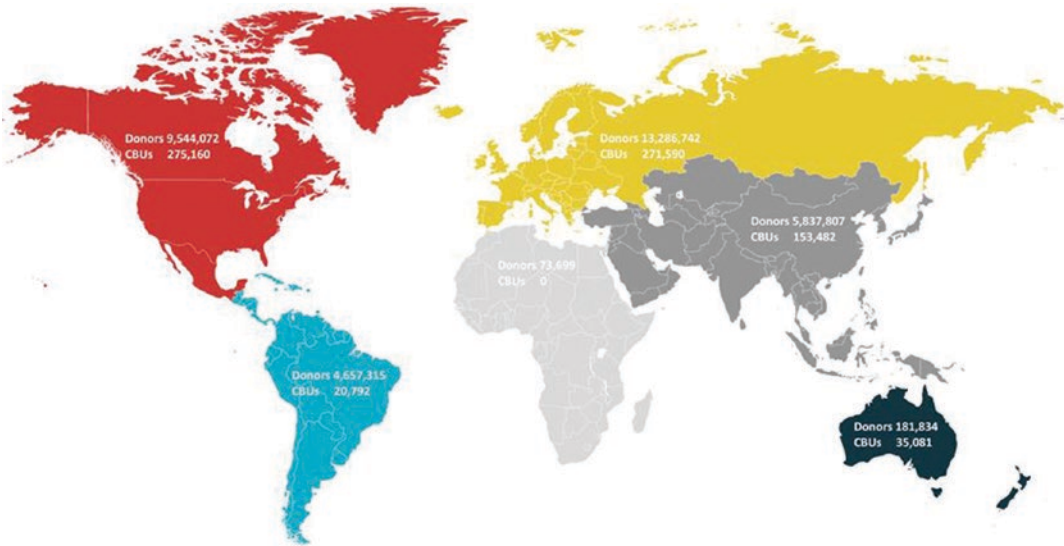 Donors 9,544,072
CBUs 275,160
Donors 13,286,742
CBUs 271,590
Donors 5,837,807
CBUs 153,482
Donors 73,699
CBUs 0
Donors 4,657,315
CBUs 20,792
Donors 181,834
CBUs 35,081